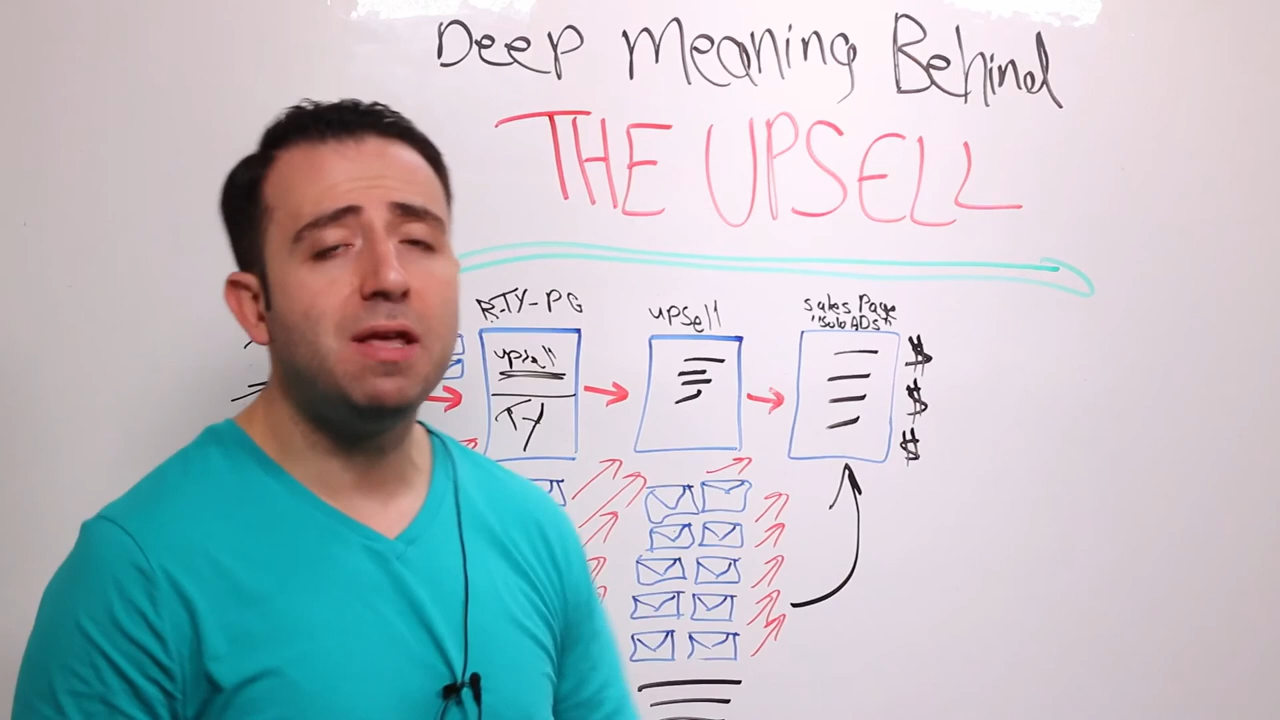 Deep Meaning Behind
THE UPSELL
R-TY-PG
upsell
sales Page
"Solo ADs"
upsell
TY
$
$
$